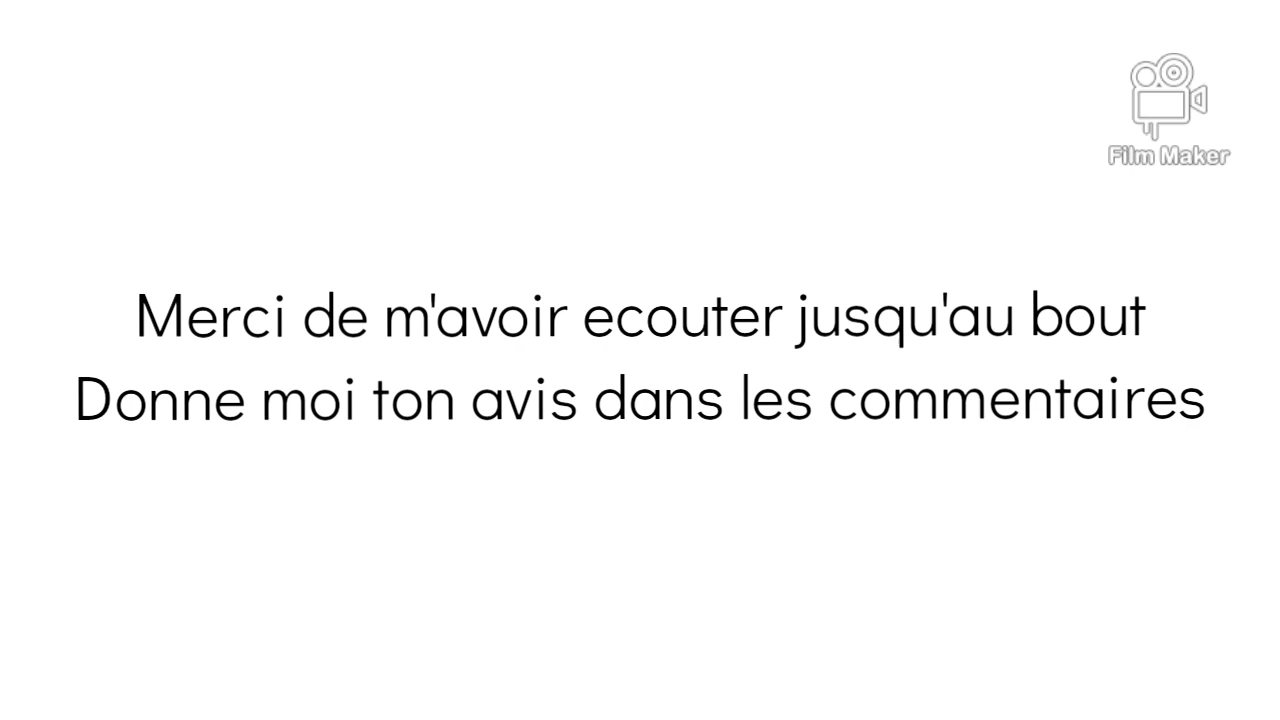 Film Maker
Merci de m'avoir ecouter jusqu'au bout
Donne moi ton avis dans les commentaires